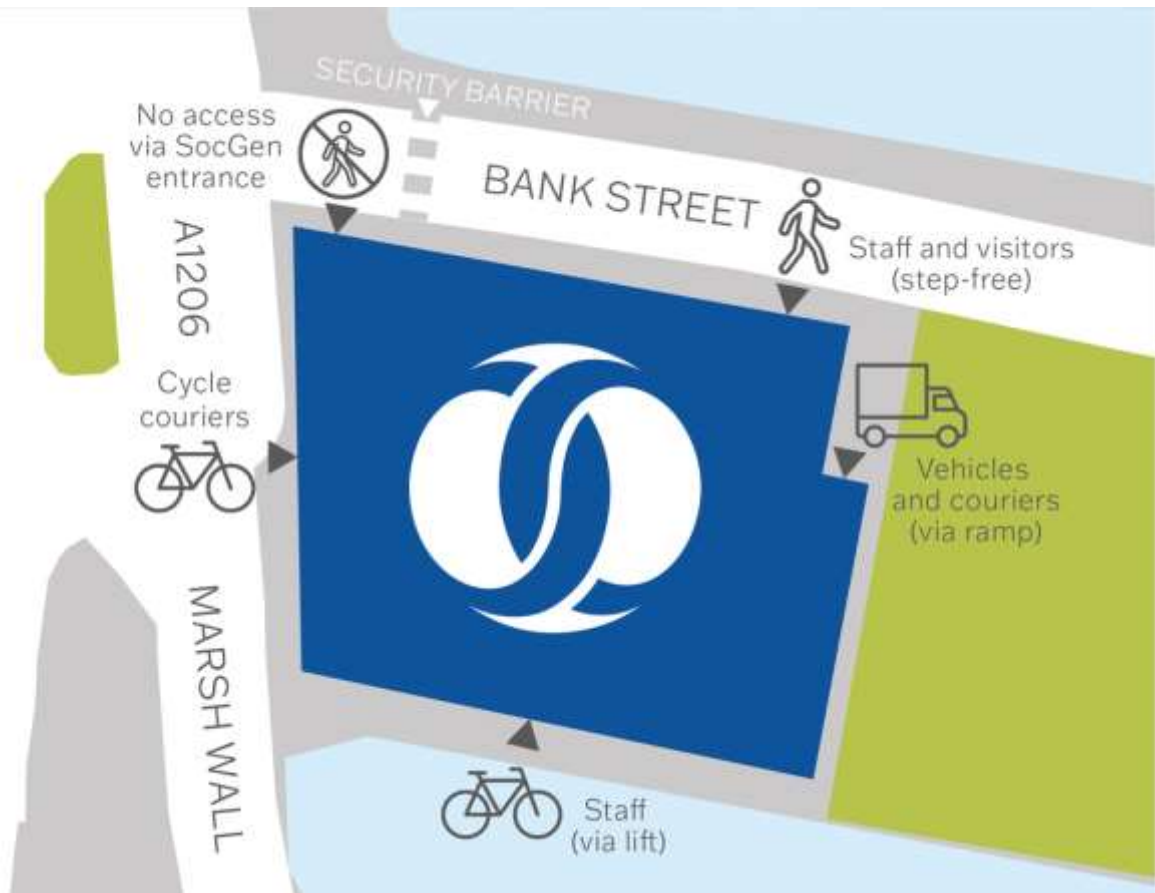 SECURITY BARRIER
No access
via SocGen
entrance
BANK STREET
Staff and visitors
(step-free)
A1206
Cycle
couriers
Vehicles
and couriers
(via ramp)
MARSH WALL
Staff
(via lift)